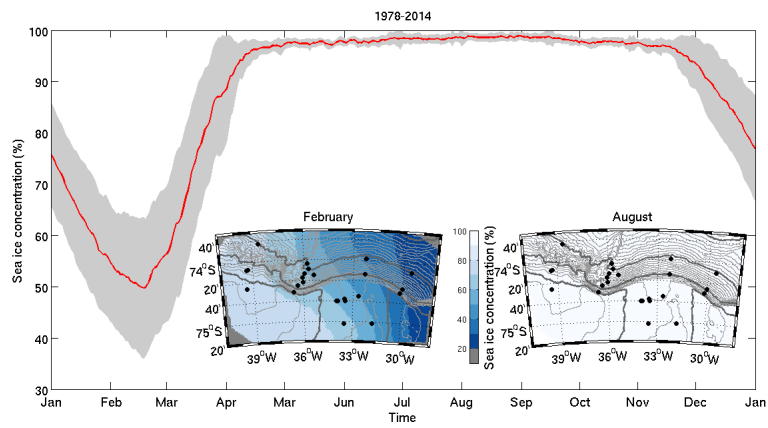 1978-2014
Sea ice concentration (%)
100
90
80
70
60
50
40
30
Jan Feb Mar Apr Mar Jun Jul Aug Sep Oct Nov Dec Jan
Time
February
40'
74°S
20'
40'
75°S
20'
39°W 36°W 33°W 30°W
100
80
60
40
20
Sea ice concentration (%)
August
40'
74°S
20'
40'
75°S
20'
39°W 36°W 33°W 30°W